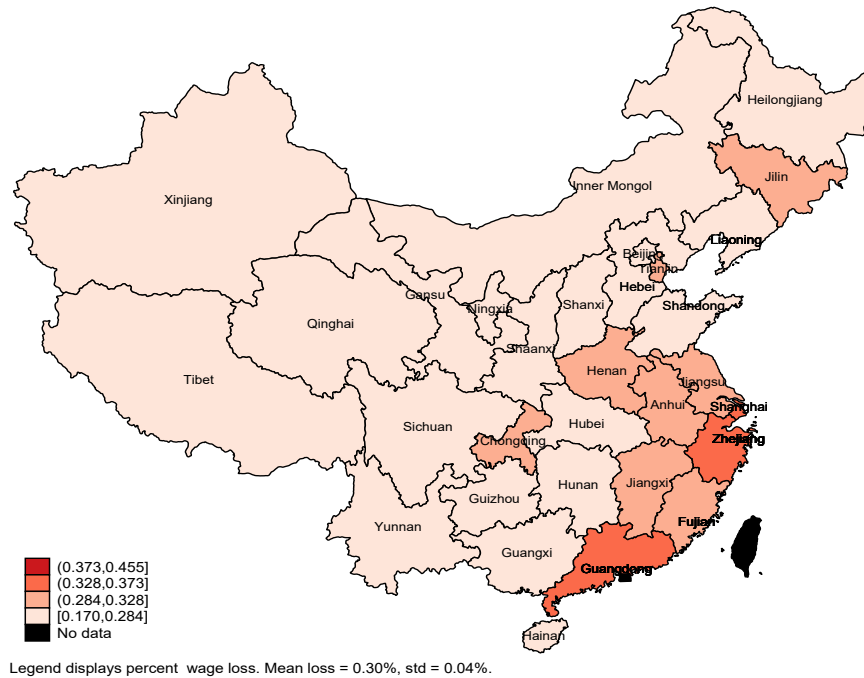 Heilongjiang
Jilin
Xinjiang
Inner Mongol
Liaoning
Beijing
Tianjin
Hebei
Gansu
Ningxia
Shanxi
Shandong
Qinghai
Shaanxi
Henan
Jiangsu
Tibet
Anhui
Shanghai
Sichuan
Hubei
Chongqing
Zhejiang
Guizhou
Hunan
Jiangxi
Yunnan
Fujian
Guangxi
Guangdong
Hainan
(0.373,0.455]
(0.328,0.373]
(0.284,0.328]
[0.170,0.284]
No data
Legend displays percent wage loss. Mean loss = 0.30%, std = 0.04%.